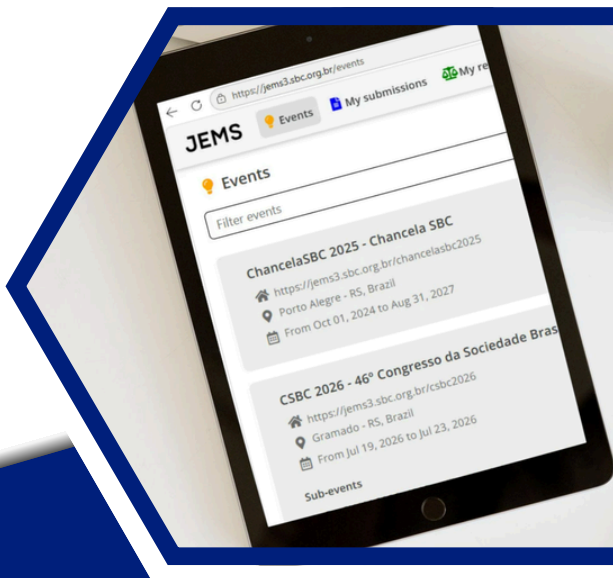 https://jems3.sbc.org.br/events
JEMS
Events
My submissions
My re
Events
Filter events
ChancelaSBC 2025 - Chancela SBC
https://jems3.sbc.org.br/chancelasbc2025
Porto Alegre - RS, Brazil
From Oct 01, 2024 to Aug 31, 2027
CSBC 2026 - 46º Congresso da Sociedade Bras
https://jems3.sbc.org.br/csbc2026
Gramado - RS, Brazil
From Jul 19, 2026 to Jul 23, 2026
Sub-events